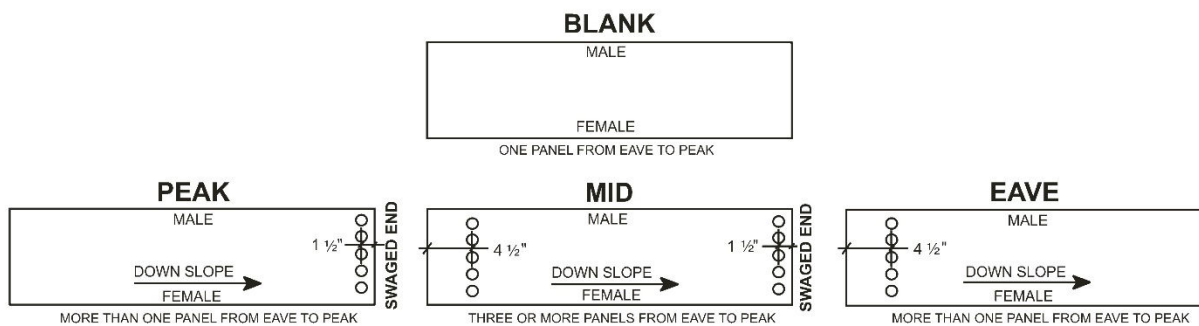 BLANK
MALE
FEMALE
ONE PANEL FROM EAVE TO PEAK
PEAK
MALE
1 ½"
DOWN SLOPE
FEMALE
SWAGED END
MORE THAN ONE PANEL FROM EAVE TO PEAK
MID
MALE
4 ½"
1 ½"
DOWN SLOPE
FEMALE
SWAGED END
THREE OR MORE PANELS FROM EAVE TO PEAK
EAVE
MALE
4 ½"
DOWN SLOPE
FEMALE
MORE THAN ONE PANEL FROM EAVE TO PEAK